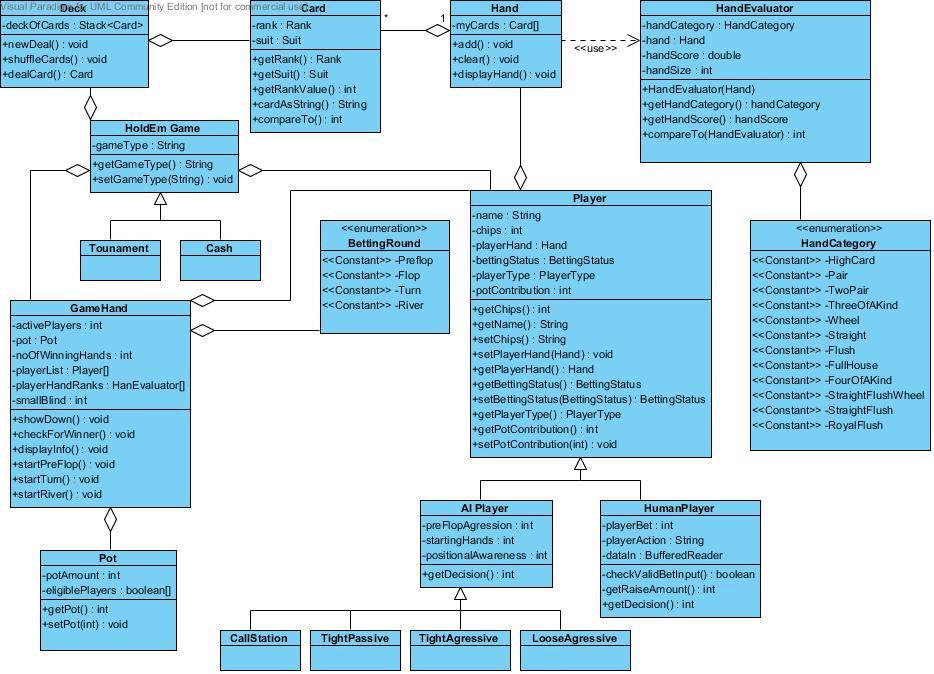 Visual Paradigm for UML Community Edition [not for commercial use]
Deck
-deckOfCards : Stack<Card>
+newDeal() : void
+shuffleCards() : void
+dealCard() : Card
Card
-rank : Rank
-suit : Suit
+getRank() : Rank
+getSuit() : Suit
+getRankValue() : int
+cardAsString() : String
+compareTo() : int
*
1
Hand
-myCards : Card[]
+add() : void
+clear() : void
+displayHand() : void
<<use>>
HandEvaluator
-handCategory : HandCategory
-hand : Hand
-handScore : double
-handSize : int
+HandEvaluator(Hand)
+getHandCategory() : handCategory
+getHandScore() : handScore
+compareTo(HandEvaluator) : int
HoldEm Game
-gameType : String
+getGameType() : String
+setGameType(String) : void
Tounament
Cash
<<enumeration>>
BettingRound
<<Constant>> -Preflop
<<Constant>> -Flop
<<Constant>> -Turn
<<Constant>> -River
Player
-name : String
-chips : int
-playerHand : Hand
-bettingStatus : BettingStatus
-playerType : PlayerType
-potContribution : int
+getChips() : int
+getName() : String
+setChips() : String
+setPlayerHand(Hand) : void
+getPlayerHand() : Hand
+getBettingStatus() : BettingStatus
+setBettingStatus(BettingStatus) : BettingStatus
+getPlayerType() : PlayerType
+getPotContribution() : int
+setPotContribution(int) : void
<<enumeration>>
HandCategory
<<Constant>> -HighCard
<<Constant>> -Pair
<<Constant>> -TwoPair
<<Constant>> -ThreeOfAKind
<<Constant>> -Wheel
<<Constant>> -Straight
<<Constant>> -Flush
<<Constant>> -FullHouse
<<Constant>> -FourOfAKind
<<Constant>> -StraightFlushWheel
<<Constant>> -StraightFlush
<<Constant>> -RoyalFlush
GameHand
-activePlayers : int
-pot : Pot
-noOfWinningHands : int
-playerList : Player[]
-playerHandRanks : HanEvaluator[]
-smallBlind : int
+showDown() : void
+checkForWinner() : void
+displayInfo() : void
+startPreFlop() : void
+startTurn() : void
+startRiver() : void
Pot
-potAmount : int
-eligiblePlayers : boolean[]
+getPot() : int
+setPot(int) : void
AI Player
-preFlopAgression : int
-startingHands : int
-positionalAwareness : int
+getDecision() : int
HumanPlayer
-playerBet : int
-playerAction : String
-dataIn : BufferedReader
-checkValidBetInput() : boolean
-getRaiseAmount() : int
+getDecision() : int
CallStation
TightPassive
TightAgressive
LooseAgressive